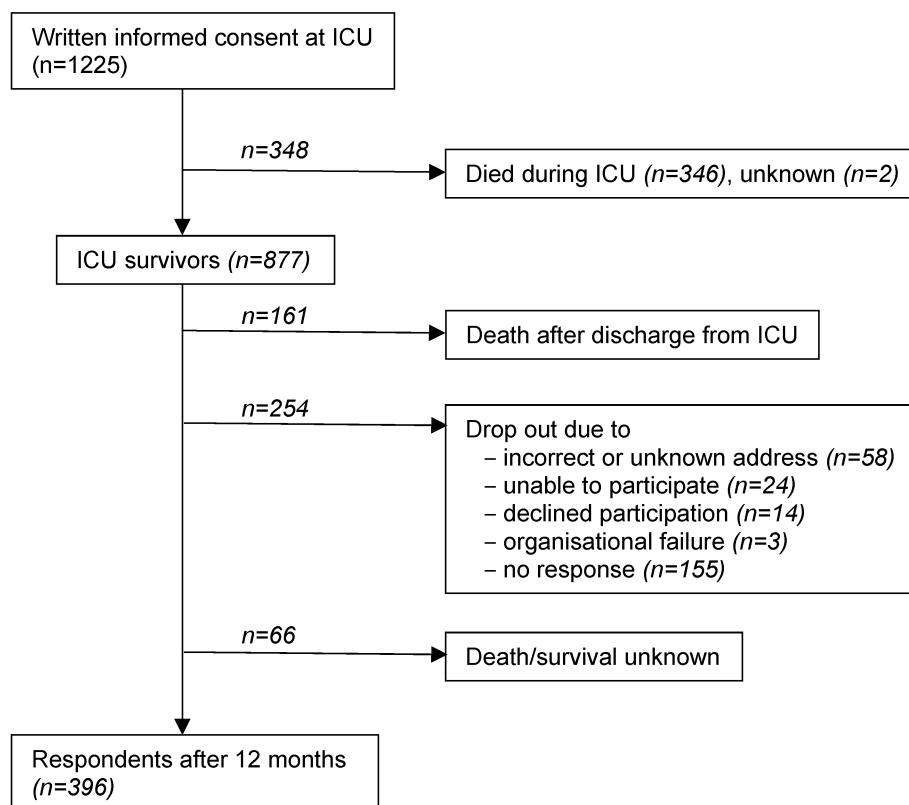 Written informed consent at ICU
(n=1225)
n=348
Died during ICU (n=346), unknown (n=2)
ICU survivors (n=877)
n=161
Death after discharge from ICU
n=254
Drop out due to
– incorrect or unknown address (n=58)
– unable to participate (n=24)
– declined participation (n=14)
– organisational failure (n=3)
– no response (n=155)
n=66
Death/survival unknown
Respondents after 12 months
(n=396)